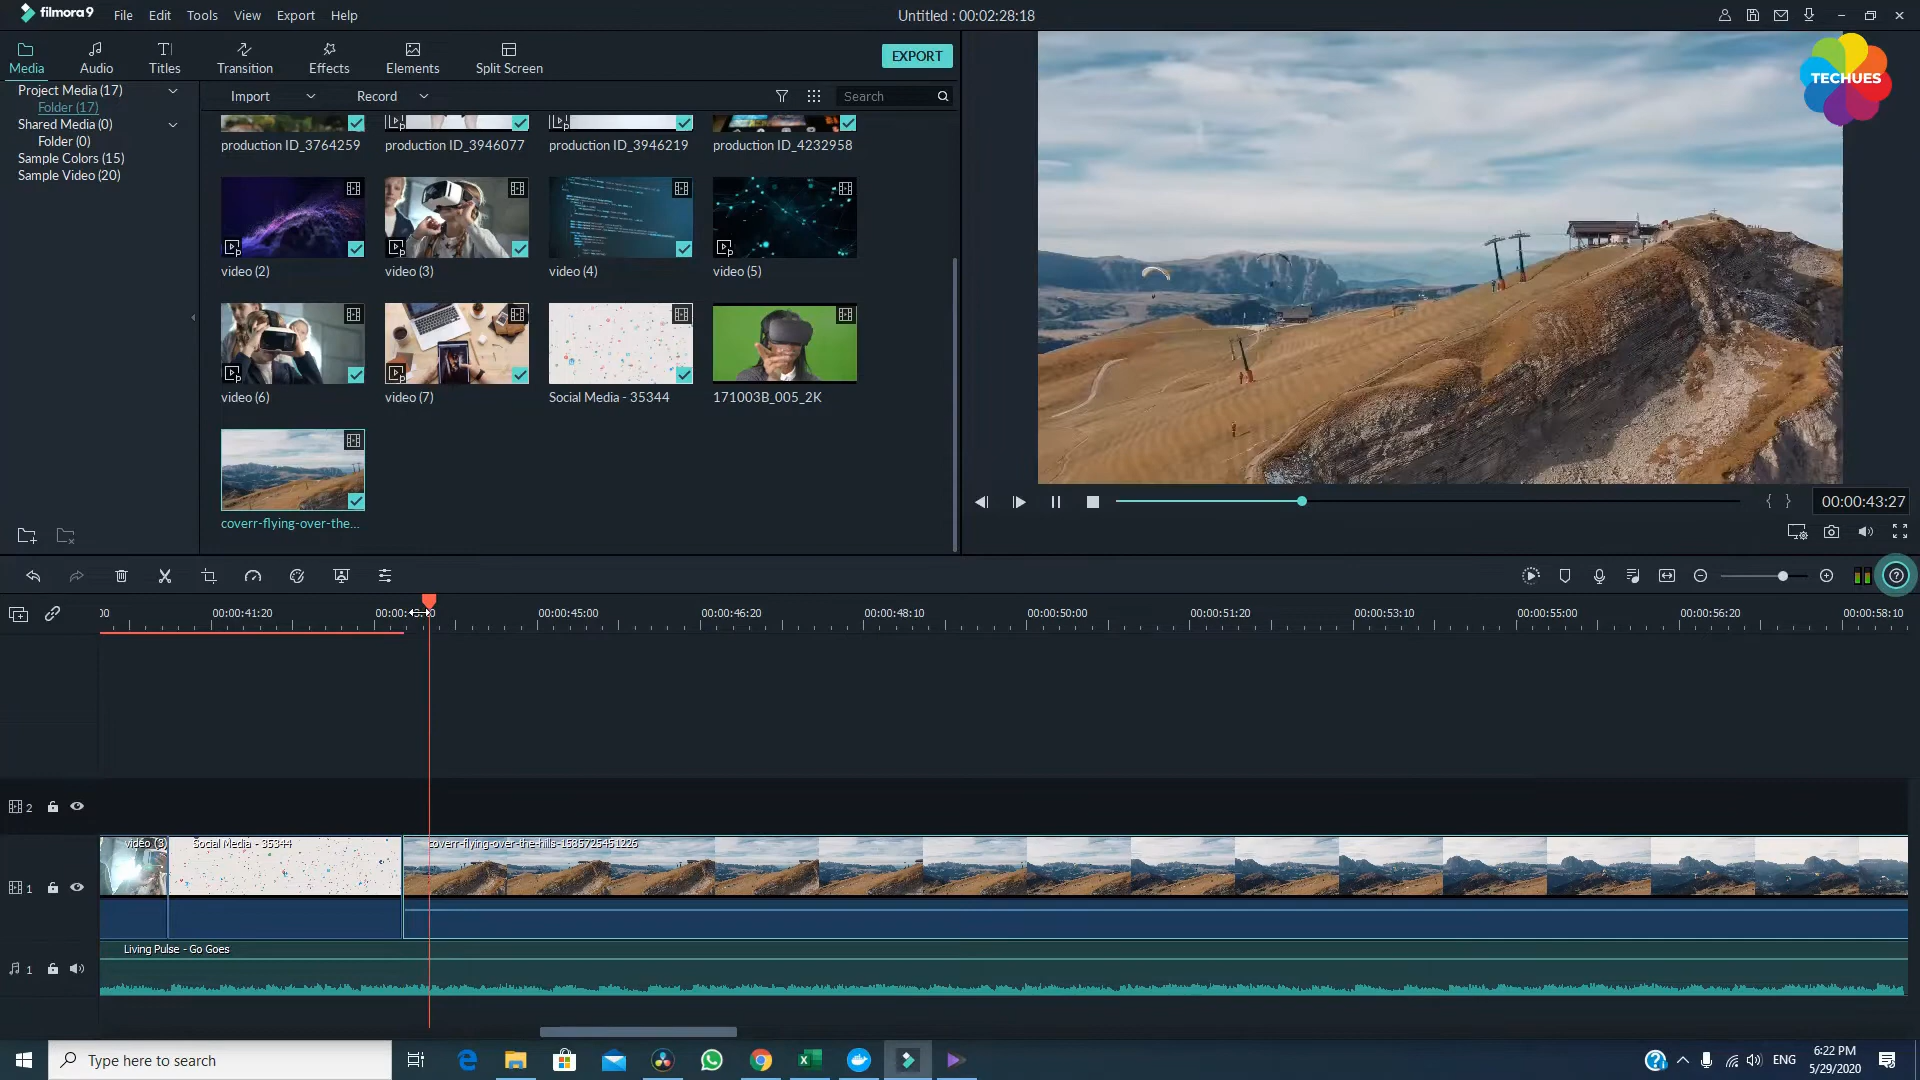 filmora9
File Edit Tools View Export Help
Untitled : 00:02:28:18
Media Audio Titles Transition Effects Elements Split Screen
EXPORT
TECHUES
Project Media (17)
Folder (17)
Shared Media (0)
Folder (0)
Sample Colors (15)
Sample Video (20)
Import Record Search
production ID_3764259 production ID_3946077 production ID_3946219 production ID_4232958
video (2) video (3) video (4) video (5)
video (6) video (7) Social Media - 35344 171003B_005_2K
coverr-flying-over-the...
{ } 00:00:43:27
00:00:41:20 00:00:45:00 00:00:46:20 00:00:48:10 00:00:50:00 00:00:51:20 00:00:53:10 00:00:55:00 00:00:56:20 00:00:58:10
2
video (3 Social Media - 35344 coverr-flying-over-the-hills-1585725451226
1
Living Pulse - Go Goes
1
Type here to search
ENG
6:22 PM
5/29/2020